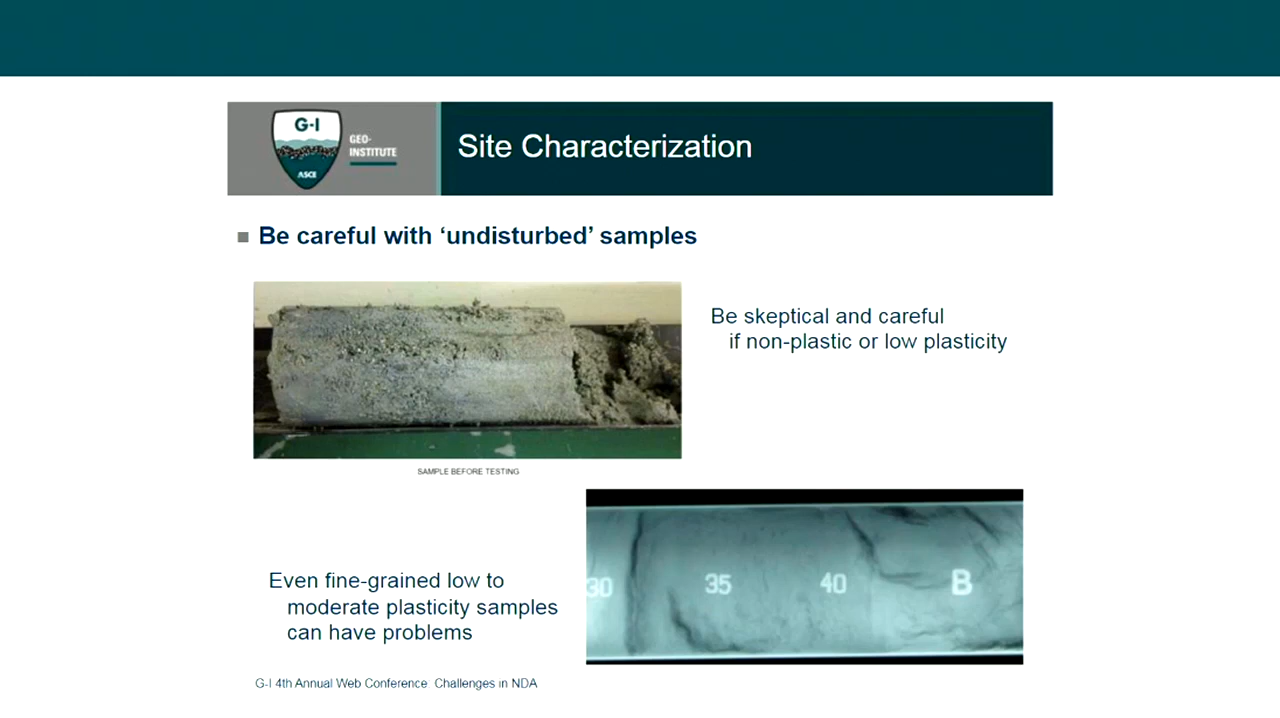 G-I
GEO-
INSTITUTE
ASCE
Site Characterization
Be careful with ‘undisturbed’ samples
Be skeptical and careful
if non-plastic or low plasticity
SAMPLE BEFORE TESTING
30
35
40
B
Even fine-grained low to
moderate plasticity samples
can have problems
G-I 4th Annual Web Conference: Challenges in NDA